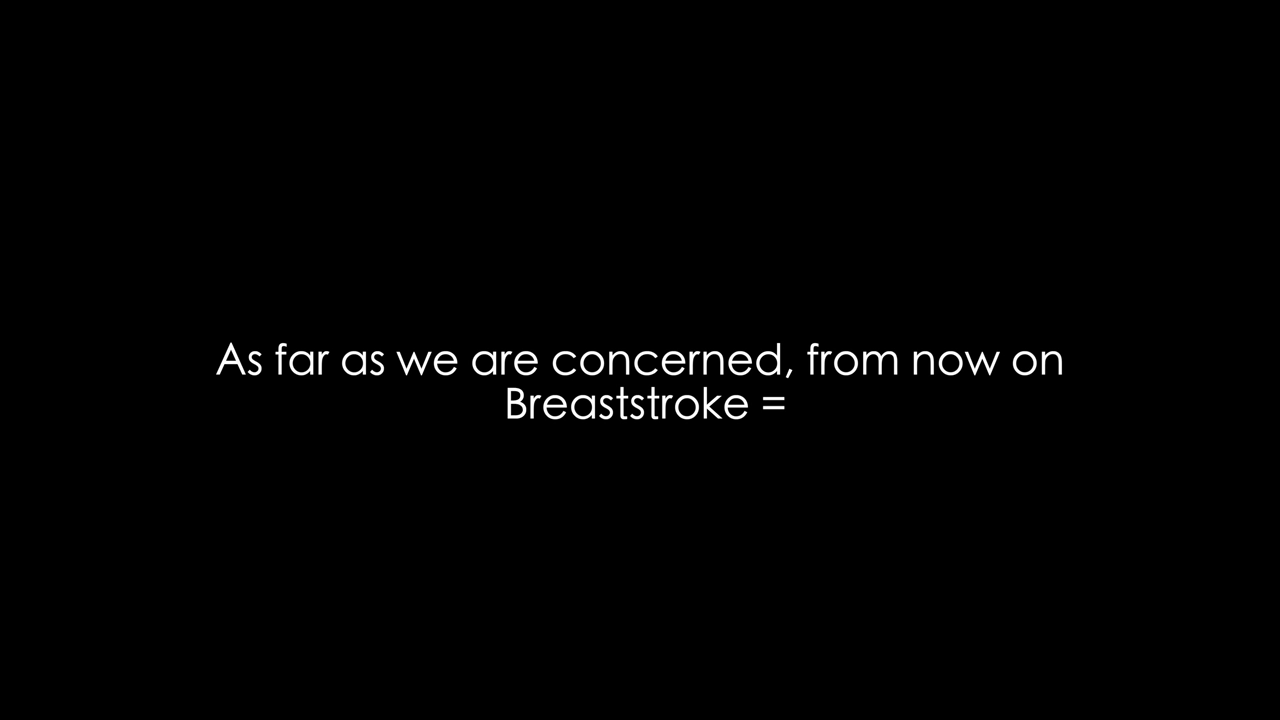 As far as we are concerned, from now on
Breaststroke =